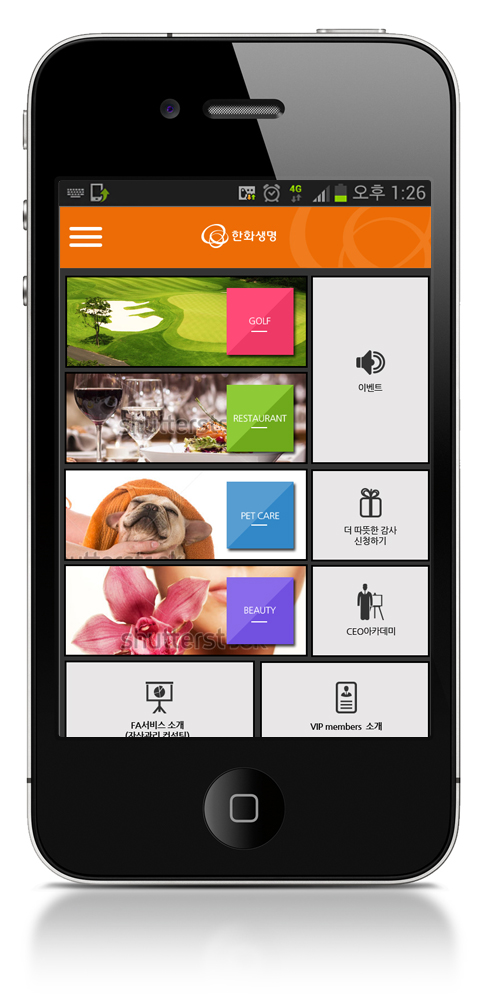 4G 오후 1:26
한화생명
GOLF
이벤트
RESTAURANT
shutterstock
PET CARE
더 따뜻한 감사
신청하기
shutterstock
BEAUTY
CEO아카데미
shutterstock
FA서비스 소개
(자산관리 컨설팅)
VIP members 소개